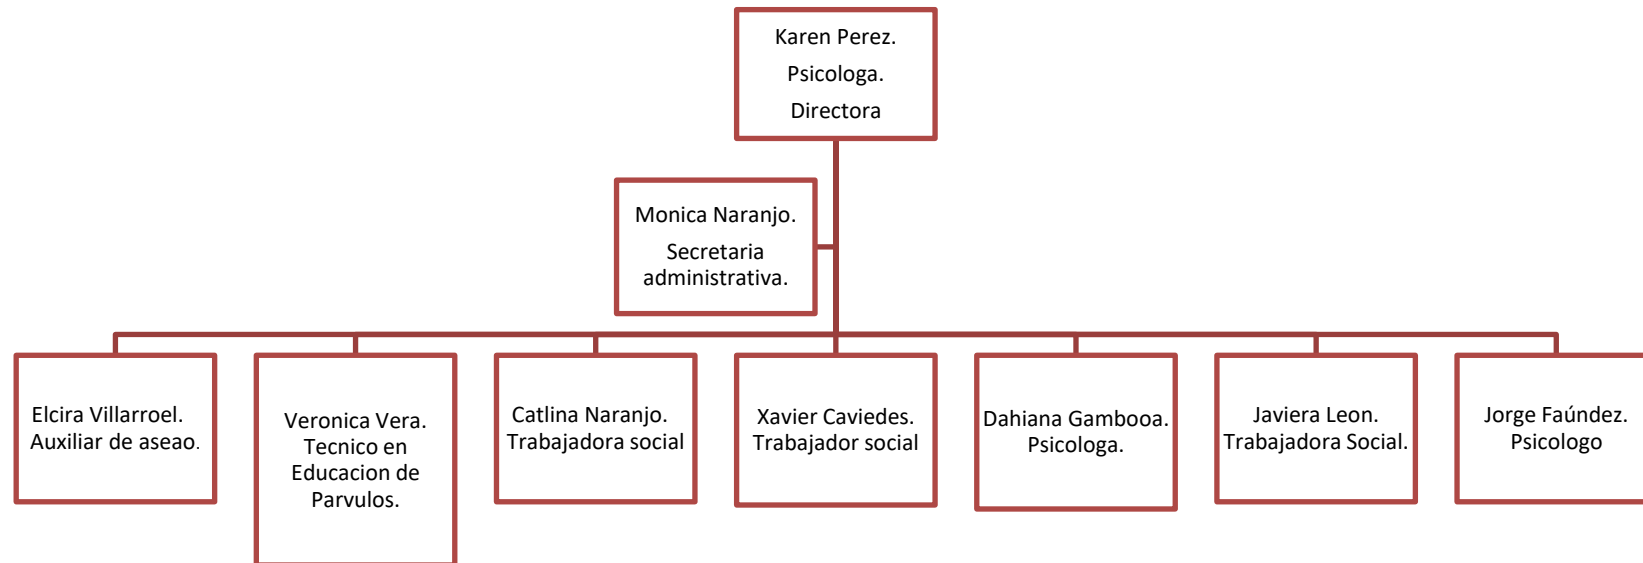 Karen Perez.
Psicologa.
Directora
Monica Naranjo.
Secretaria
administrativa.
Elcira Villarroel.
Auxiliar de aseao.
Veronica Vera.
Tecnico en
Educacion de
Parvulos.
Catlina Naranjo.
Trabajadora social
Xavier Caviedes.
Trabajador social
Dahiana Gambooa.
Psicologa.
Javiera Leon.
Trabajadora Social.
Jorge Faúndez.
Psicologo